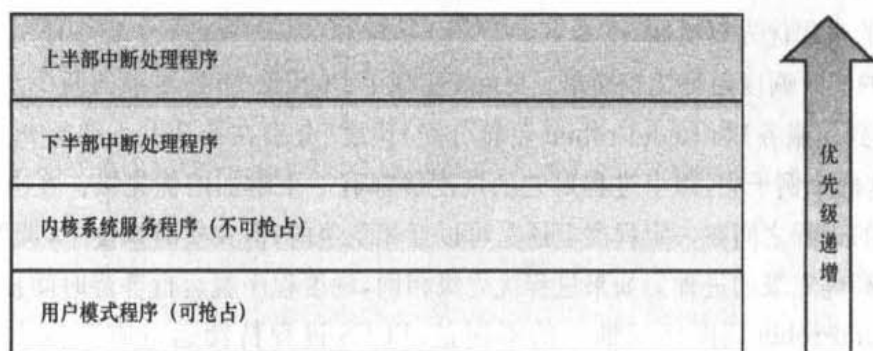 上半部中断处理程序
下半部中断处理程序
内核系统服务程序（不可抢占）
用户模式程序（可抢占）
优先级递增